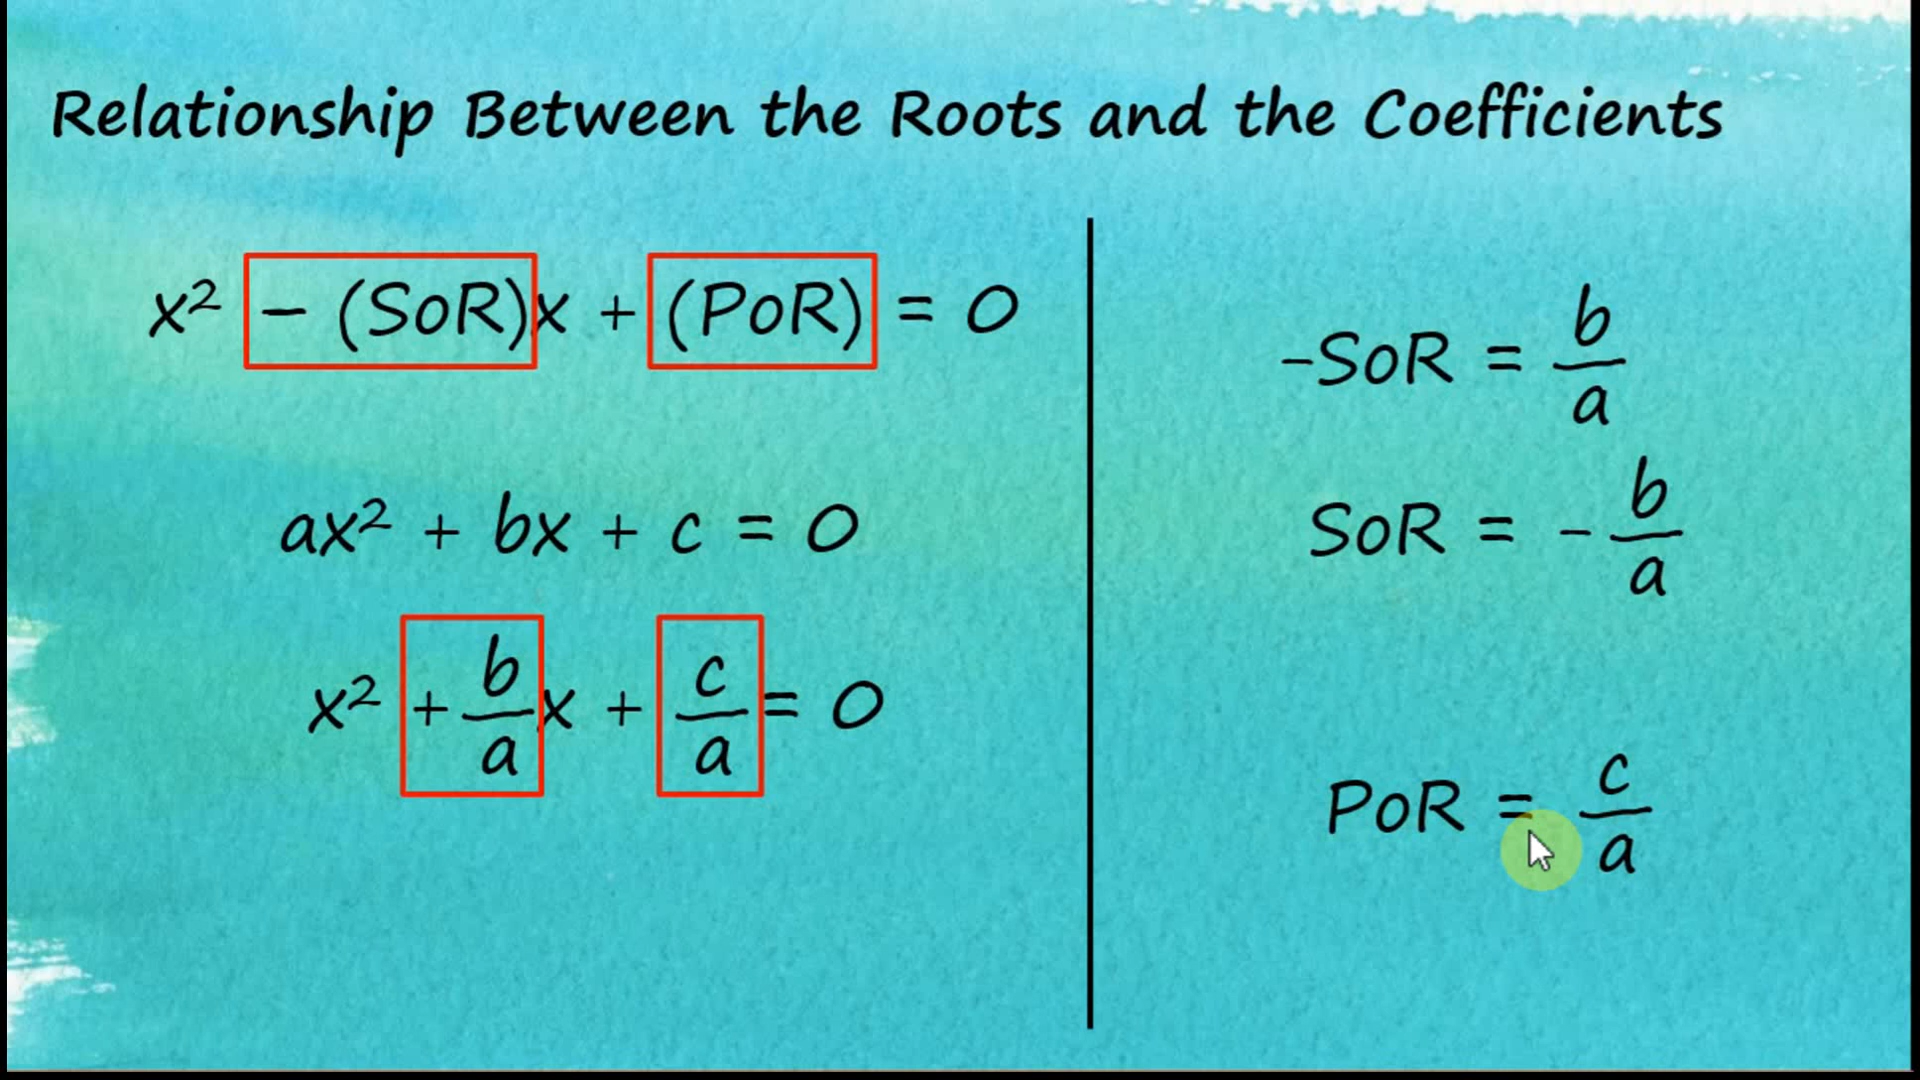 Relationship Between the Roots and the Coefficients
x² – (SoR)x + (PoR) = 0
ax² + bx + c = 0
x² + b/a x + c/a = 0
-SoR = b/a
SoR = - b/a
PoR = c/a